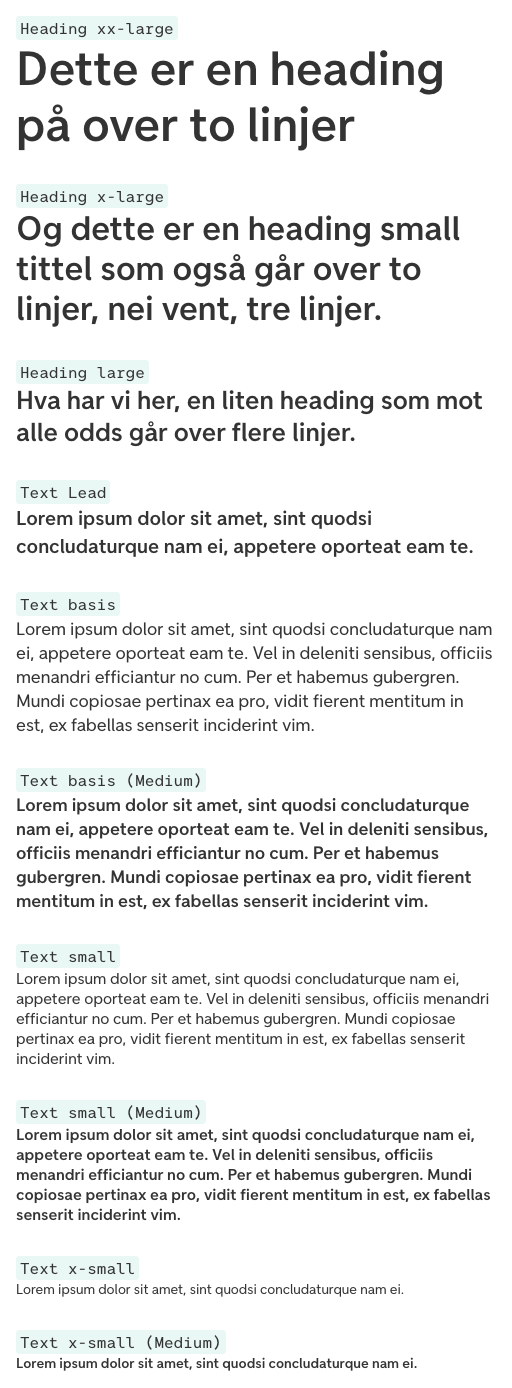 Heading xx-large
Dette er en heading
på over to linjer
Heading x-large
Og dette er en heading small
tittel som også går over to
linjer, nei vent, tre linjer.
Heading large
Hva har vi her, en liten heading som mot
alle odds går over flere linjer.
Text Lead
Lorem ipsum dolor sit amet, sint quodsi
concludaturque nam ei, appetere oporteat eam te.
Text basis
Lorem ipsum dolor sit amet, sint quodsi concludaturque nam
ei, appetere oporteat eam te. Vel in deleniti sensibus, officiis
menandri efficiantur no cum. Per et habemus gubergren.
Mundi copiosae pertinax ea pro, vidit fierent mentitum in
est, ex fabellas senserit inciderint vim.
Text basis (Medium)
Lorem ipsum dolor sit amet, sint quodsi concludaturque
nam ei, appetere oporteat eam te. Vel in deleniti sensibus,
officiis menandri efficiantur no cum. Per et habemus
gubergren. Mundi copiosae pertinax ea pro, vidit fierent
mentitum in est, ex fabellas senserit inciderint vim.
Text small
Lorem ipsum dolor sit amet, sint quodsi concludaturque nam ei,
appetere oporteat eam te. Vel in deleniti sensibus, officiis menandri
efficiantur no cum. Per et habemus gubergren. Mundi copiosae
pertinax ea pro, vidit fierent mentitum in est, ex fabellas senserit
inciderint vim.
Text small (Medium)
Lorem ipsum dolor sit amet, sint quodsi concludaturque nam ei,
appetere oporteat eam te. Vel in deleniti sensibus, officiis
menandri efficiantur no cum. Per et habemus gubergren. Mundi
copiosae pertinax ea pro, vidit fierent mentitum in est, ex fabellas
senserit inciderint vim.
Text x-small
Lorem ipsum dolor sit amet, sint quodsi concludaturque nam ei.
Text x-small (Medium)
Lorem ipsum dolor sit amet, sint quodsi concludaturque nam ei.